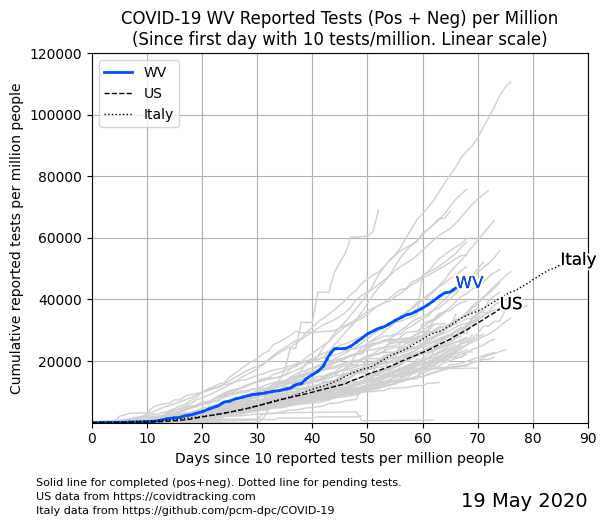 COVID-19 WV Reported Tests (Pos + Neg) per Million
(Since first day with 10 tests/million. Linear scale)
120000
100000
80000
60000
40000
20000
Cumulative reported tests per million people
WV
US
Italy
Italy
WV
US
0 10 20 30 40 50 60 70 80 90
Days since 10 reported tests per million people
Solid line for completed (pos+neg). Dotted line for pending tests.
US data from https://covidtracking.com
Italy data from https://github.com/pcm-dpc/COVID-19
19 May 2020